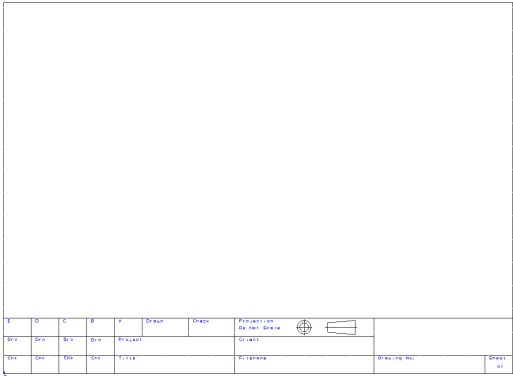 E D C B A Drawn Check Projection
Do Not Scale
Drn Drn Drn Drn Project Client
Chk Chk Chk Chk Title Filename Drawing No. Sheet
of